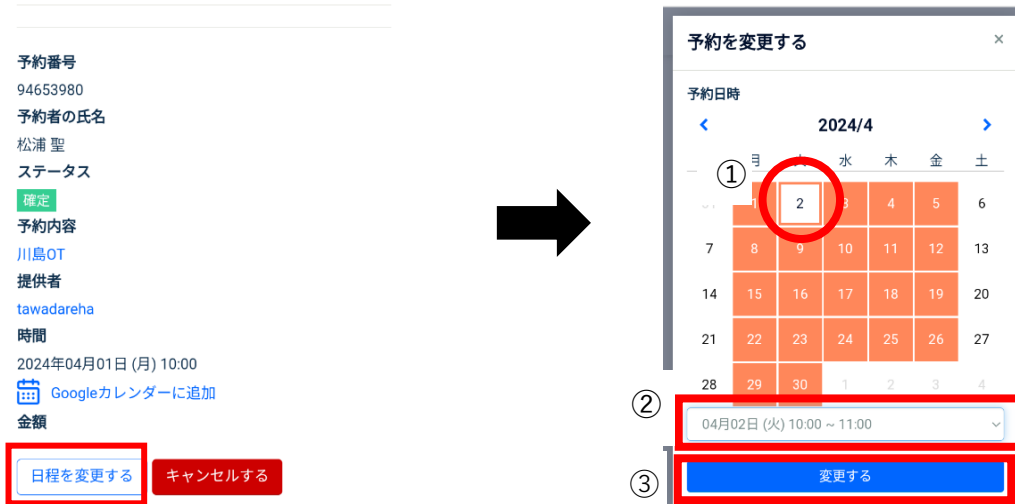 予約番号
94653980
予約者の氏名
松浦 聖
ステータス
確定
予約内容
川島OT
提供者
tawadareha
時間
2024年04月01日 (月) 10:00
Googleカレンダーに追加
金額
日程を変更する キャンセルする
予約を変更する ×
予約日時
2024/4
① 月 火 水 木 金 土
1 2 3 4 5 6
7 8 9 10 11 12 13
14 15 16 17 18 19 20
21 22 23 24 25 26 27
28 29 30 1 2 3 4
②
04月02日 (火) 10:00 ~ 11:00
③ 変更する